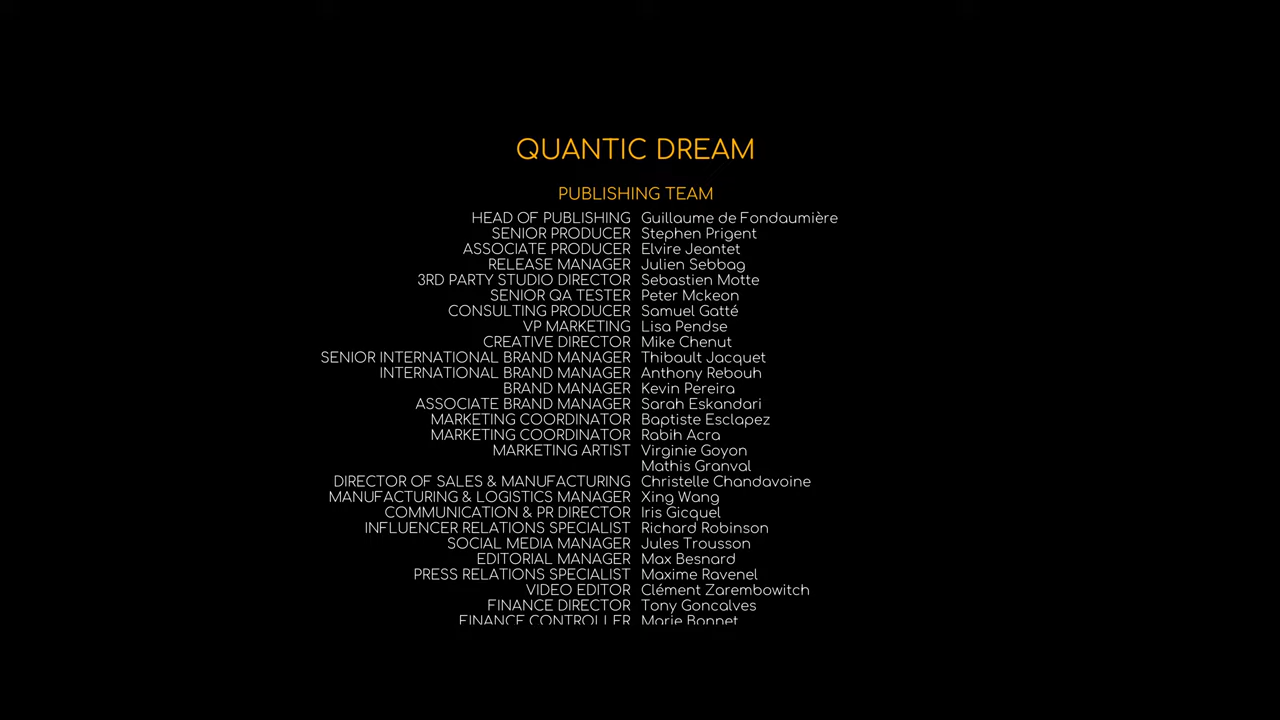 QUANTIC DREAM
PUBLISHING TEAM
HEAD OF PUBLISHING Guillaume de Fondaumière
SENIOR PRODUCER Stephen Prigent
ASSOCIATE PRODUCER Elvire Jeantet
RELEASE MANAGER Julien Sebbag
3RD PARTY STUDIO DIRECTOR Sebastien Motte
SENIOR QA TESTER Peter Mckeon
CONSULTING PRODUCER Samuel Gatté
VP MARKETING Lisa Pendse
CREATIVE DIRECTOR Mike Chenut
SENIOR INTERNATIONAL BRAND MANAGER Thibault Jacquet
INTERNATIONAL BRAND MANAGER Anthony Rebouh
BRAND MANAGER Kevin Pereira
ASSOCIATE BRAND MANAGER Sarah Eskandari
MARKETING COORDINATOR Baptiste Esclapez
MARKETING COORDINATOR Rabih Acra
MARKETING ARTIST Virginie Goyon
Mathis Granval
DIRECTOR OF SALES & MANUFACTURING Christelle Chandavoine
MANUFACTURING & LOGISTICS MANAGER Xing Wang
COMMUNICATION & PR DIRECTOR Iris Gicquel
INFLUENCER RELATIONS SPECIALIST Richard Robinson
SOCIAL MEDIA MANAGER Jules Trousson
EDITORIAL MANAGER Max Besnard
PRESS RELATIONS SPECIALIST Maxime Ravenel
VIDEO EDITOR Clément Zarembowitch
FINANCE DIRECTOR Tony Goncalves
FINANCE CONTROLLER Marie Bonnet